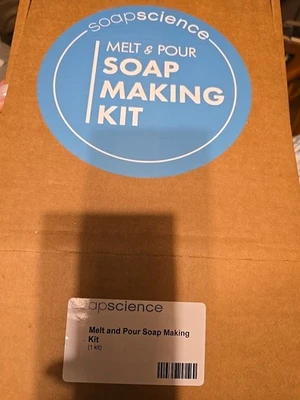 soapscience
MELT & POUR
SOAP
MAKING
KIT
soapscience
Melt and Pour Soap Making
Kit
(1 kit)